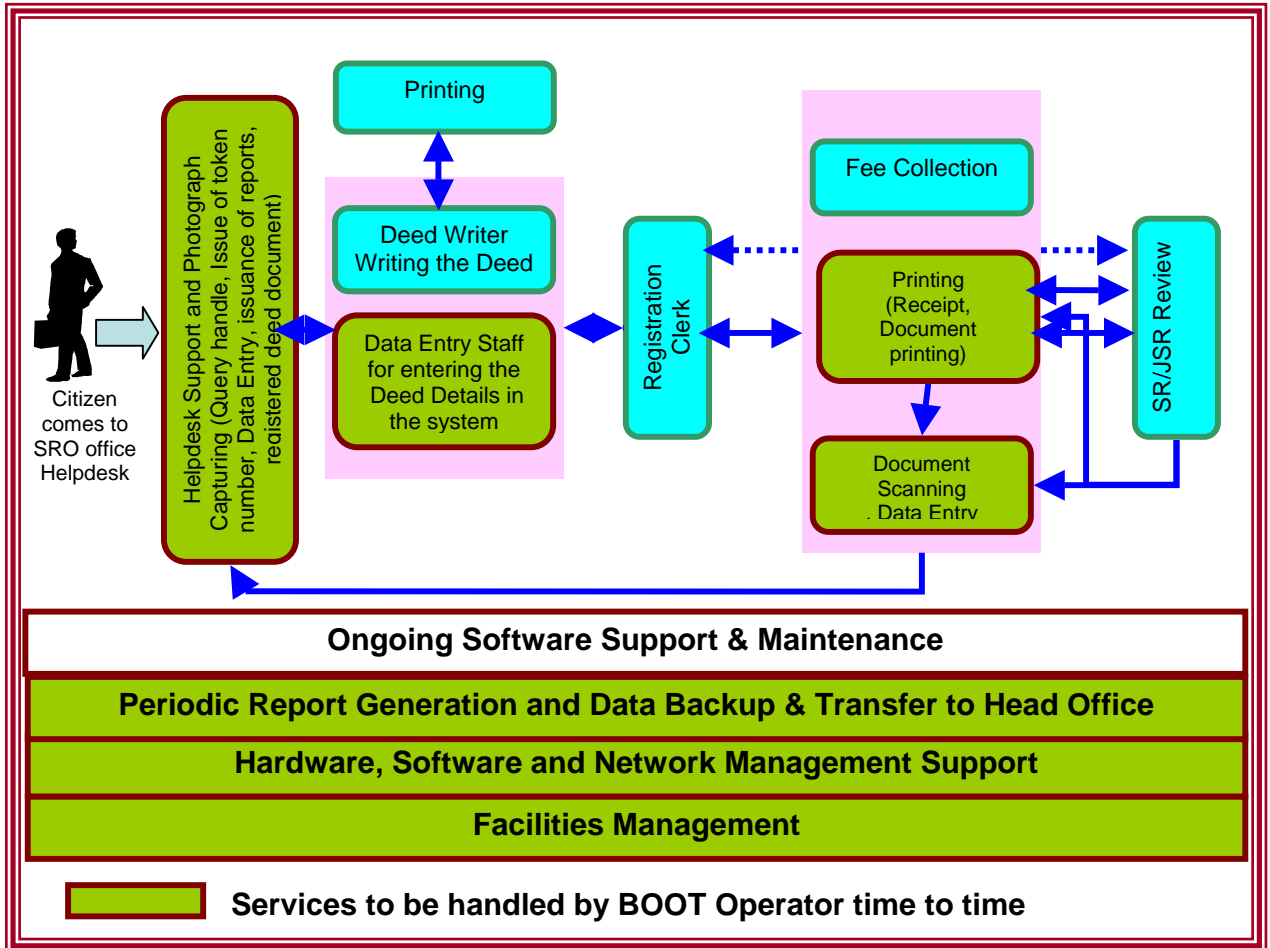 Citizen
comes to
SRO office
Helpdesk
Helpdesk Support and Photograph
Capturing (Query handle, Issue of token
number, Data Entry, issuance of reports,
registered deed document)
Printing
Deed Writer
Writing the Deed
Data Entry Staff
for entering the
Deed Details in
the system
Registration
Clerk
Fee Collection
Printing
(Receipt,
Document
printing)
Document
Scanning
, Data Entry
SR/JSR Review
Ongoing Software Support & Maintenance
Periodic Report Generation and Data Backup & Transfer to Head Office
Hardware, Software and Network Management Support
Facilities Management
Services to be handled by BOOT Operator time to time